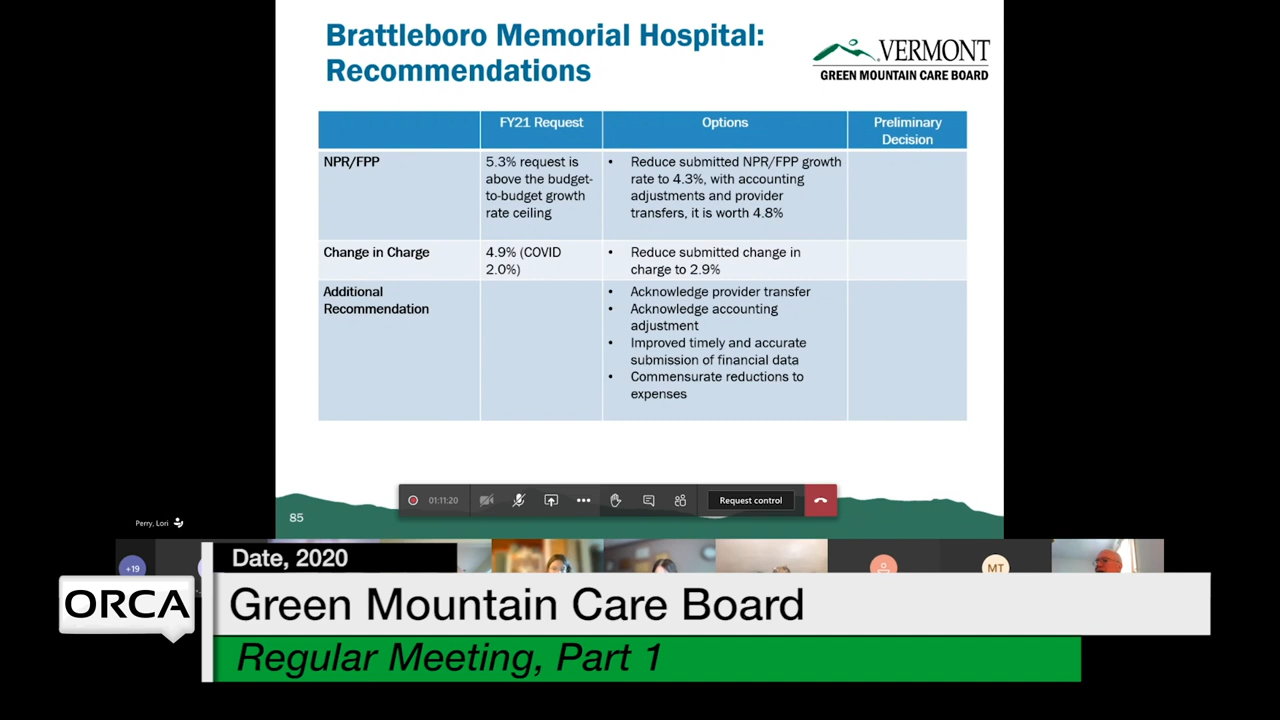 Brattleboro Memorial Hospital:
Recommendations
VERMONT
GREEN MOUNTAIN CARE BOARD
FY21 Request
Options
Preliminary
Decision
NPR/FPP
5.3% request is
above the budget-
to-budget growth
rate ceiling
• Reduce submitted NPR/FPP growth
rate to 4.3%, with accounting
adjustments and provider
transfers, it is worth 4.8%
Change in Charge
4.9% (COVID
2.0%)
• Reduce submitted change in
charge to 2.9%
Additional
Recommendation
• Acknowledge provider transfer
• Acknowledge accounting
adjustment
• Improved timely and accurate
submission of financial data
• Commensurate reductions to
expenses
01:11:20
Request control
85
Perry, Lori
+19
MT
Date, 2020
ORCA
Green Mountain Care Board
Regular Meeting, Part 1